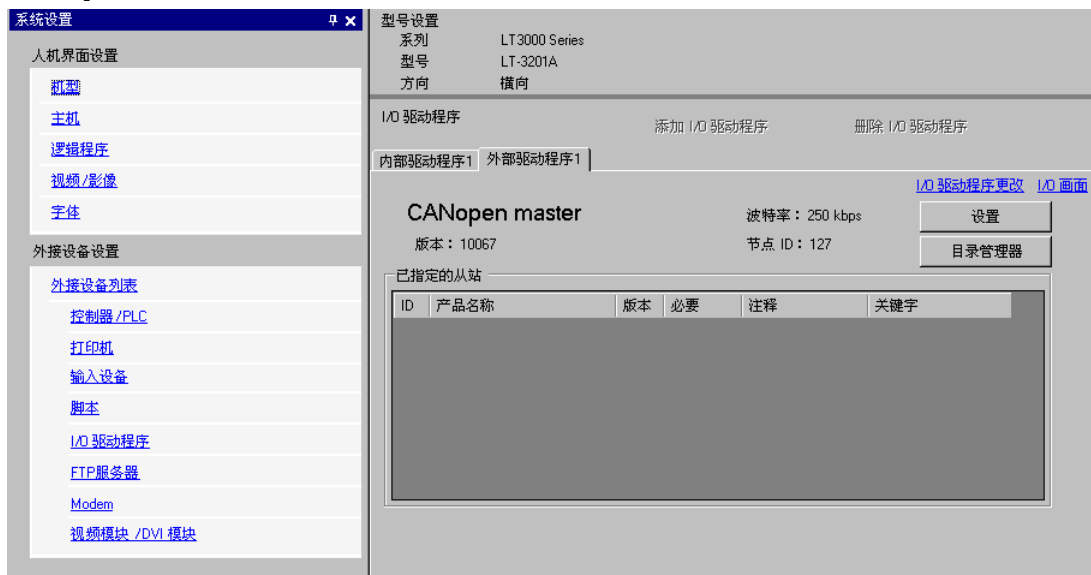 系统设置
人机界面设置
机型
主机
逻辑程序
视频/影像
字体
外接设备设置
外接设备列表
控制器/PLC
打印机
输入设备
脚本
I/O 驱动程序
FTP服务器
Modem
视频模块 /DVI 模块
型号设置
系列 LT3000 Series
型号 LT-3201A
方向 横向
I/O 驱动程序 添加 I/O 驱动程序 删除 I/O 驱动程序
内部驱动程序1 外部驱动程序1
I/O 驱动程序更改 I/O 画面
CANopen master 波特率：250 kbps 设置
版本：10067 节点 ID：127 目录管理器
已指定的从站
ID 产品名称 版本 必要 注释 关键字